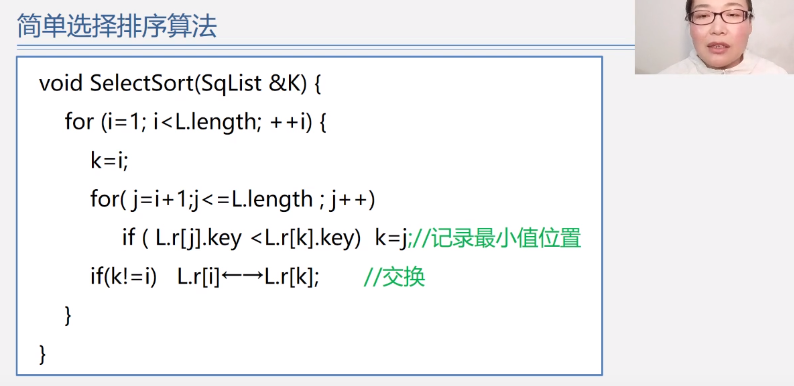 简单选择排序算法
void SelectSort(SqList &K) {
for (i=1; i<L.length; ++i) {
k=i;
for( j=i+1;j<=L.length ; j++)
if ( L.r[j].key <L.r[k].key)  k=j;//记录最小值位置
if(k!=i)   L.r[i]←→L.r[k];      //交换
}
}